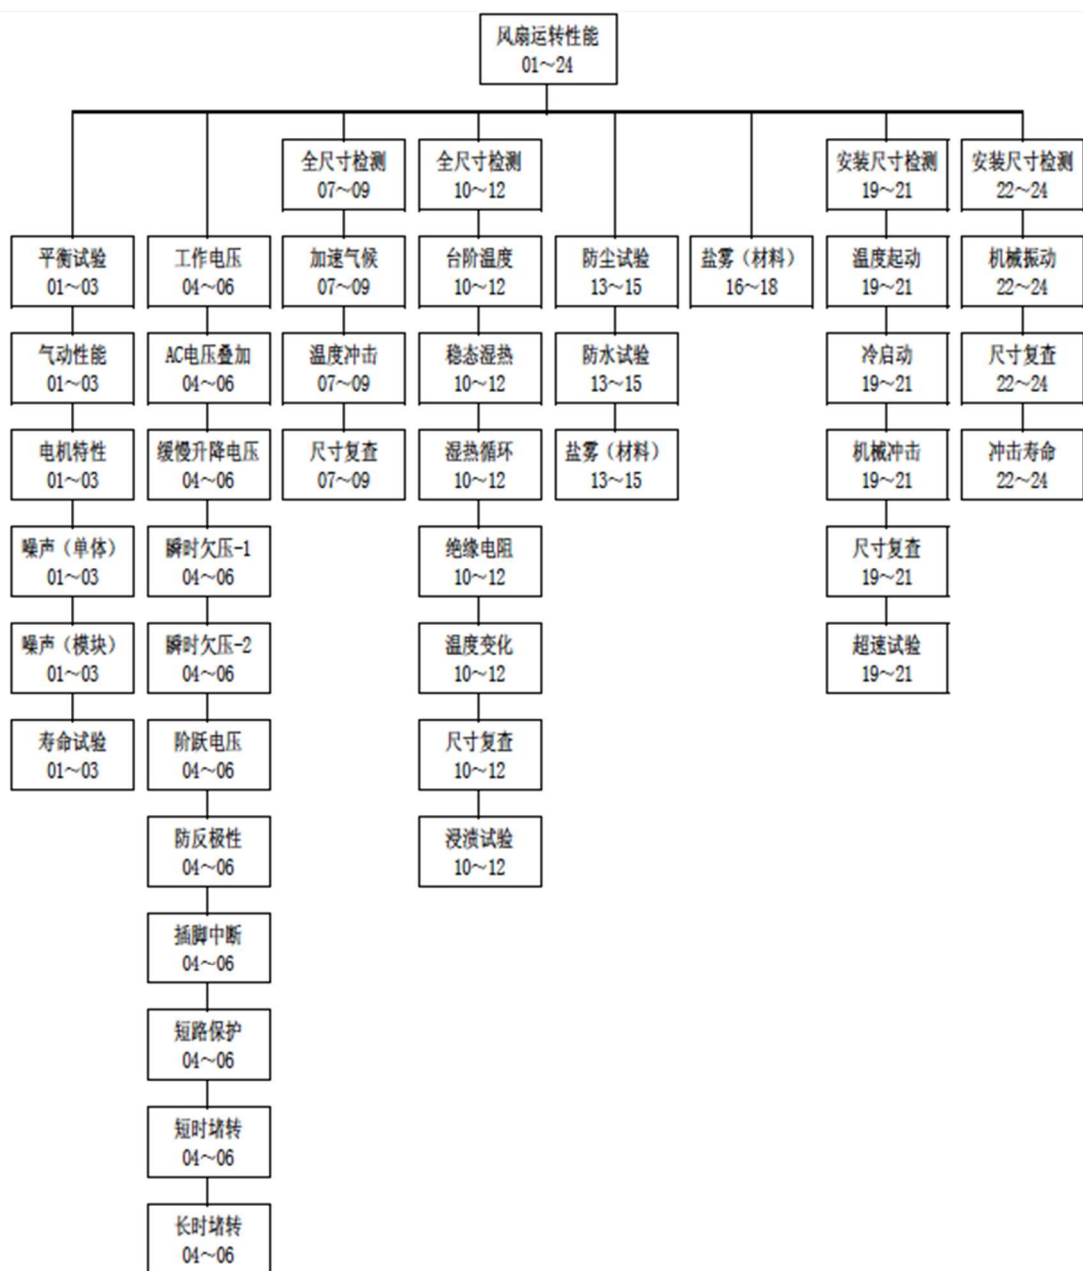 风扇运转性能
01～24
全尺寸检测
07～09
全尺寸检测
10～12
安装尺寸检测
19～21
安装尺寸检测
22～24
平衡试验
01～03
工作电压
04～06
加速气候
07～09
台阶温度
10～12
防尘试验
13～15
盐雾（材料）
16～18
温度起动
19～21
机械振动
22～24
气动性能
01～03
AC电压叠加
04～06
温度冲击
07～09
稳态湿热
10～12
防水试验
13～15
冷启动
19～21
尺寸复查
22～24
电机特性
01～03
缓慢升降电压
04～06
尺寸复查
07～09
湿热循环
10～12
盐雾（材料）
13～15
机械冲击
19～21
冲击寿命
22～24
噪声（单体）
01～03
瞬时欠压-1
04～06
绝缘电阻
10～12
尺寸复查
19～21
噪声（模块）
01～03
瞬时欠压-2
04～06
温度变化
10～12
超速试验
19～21
寿命试验
01～03
阶跃电压
04～06
尺寸复查
10～12
防反极性
04～06
浸渍试验
10～12
插脚中断
04～06
短路保护
04～06
短时堵转
04～06
长时堵转
04～06